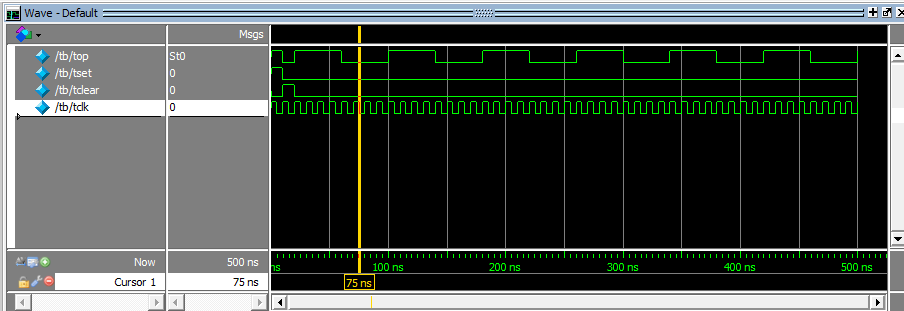 Wave - Default
Msgs
/tb/top St0
/tb/tset 0
/tb/tclear 0
/tb/tclk 0
Now 500 ns
ns 100 ns 200 ns 300 ns 400 ns 500 ns
Cursor 1 75 ns
75 ns